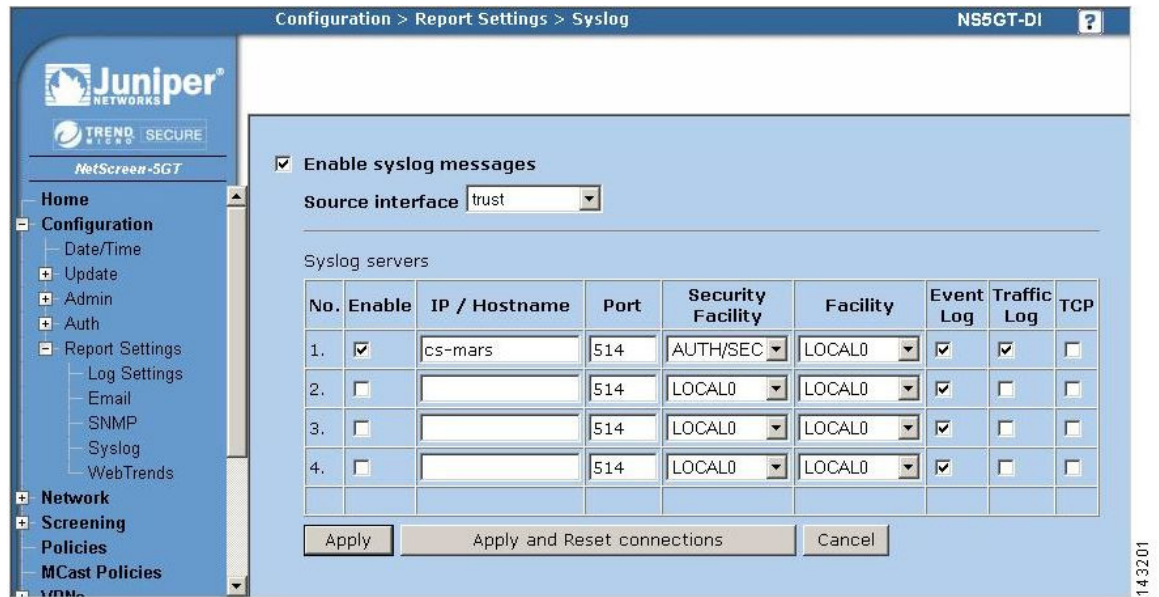 Configuration > Report Settings > Syslog
NS5GT-DI
?
Juniper®
NETWORKS
TREND MICRO SECURE
NetScreen-5GT
Home
Configuration
Date/Time
Update
Admin
Auth
Report Settings
Log Settings
Email
SNMP
Syslog
WebTrends
Network
Screening
Policies
MCast Policies
VPNs
Enable syslog messages
Source interface trust
Syslog servers
No. Enable IP / Hostname Port Security Facility Facility Event Log Traffic Log TCP
1. cs-mars 514 AUTH/SEC LOCAL0
2. 514 LOCAL0 LOCAL0
3. 514 LOCAL0 LOCAL0
4. 514 LOCAL0 LOCAL0
Apply Apply and Reset connections Cancel
143201